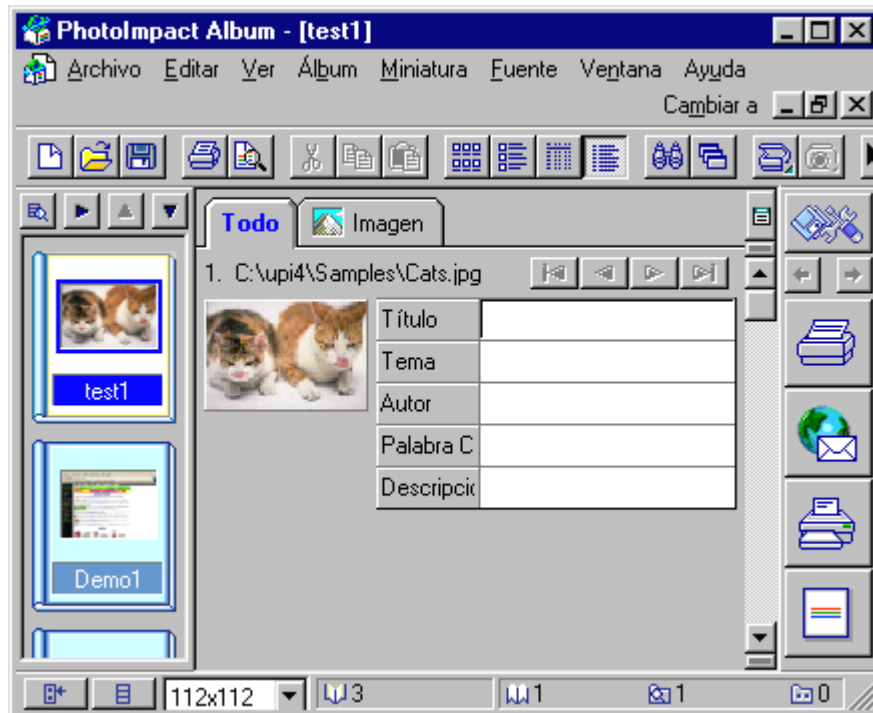 PhotoImpact Album - [test1]
Archivo Editar Ver Álbum Miniatura Fuente Ventana Ayuda
Cambiar a
Todo Imagen
1. C:\upi4\Samples\Cats.jpg
Título
Tema
Autor
Palabra C
Descripció
test1
Demo1
112x112 3 1 1 0